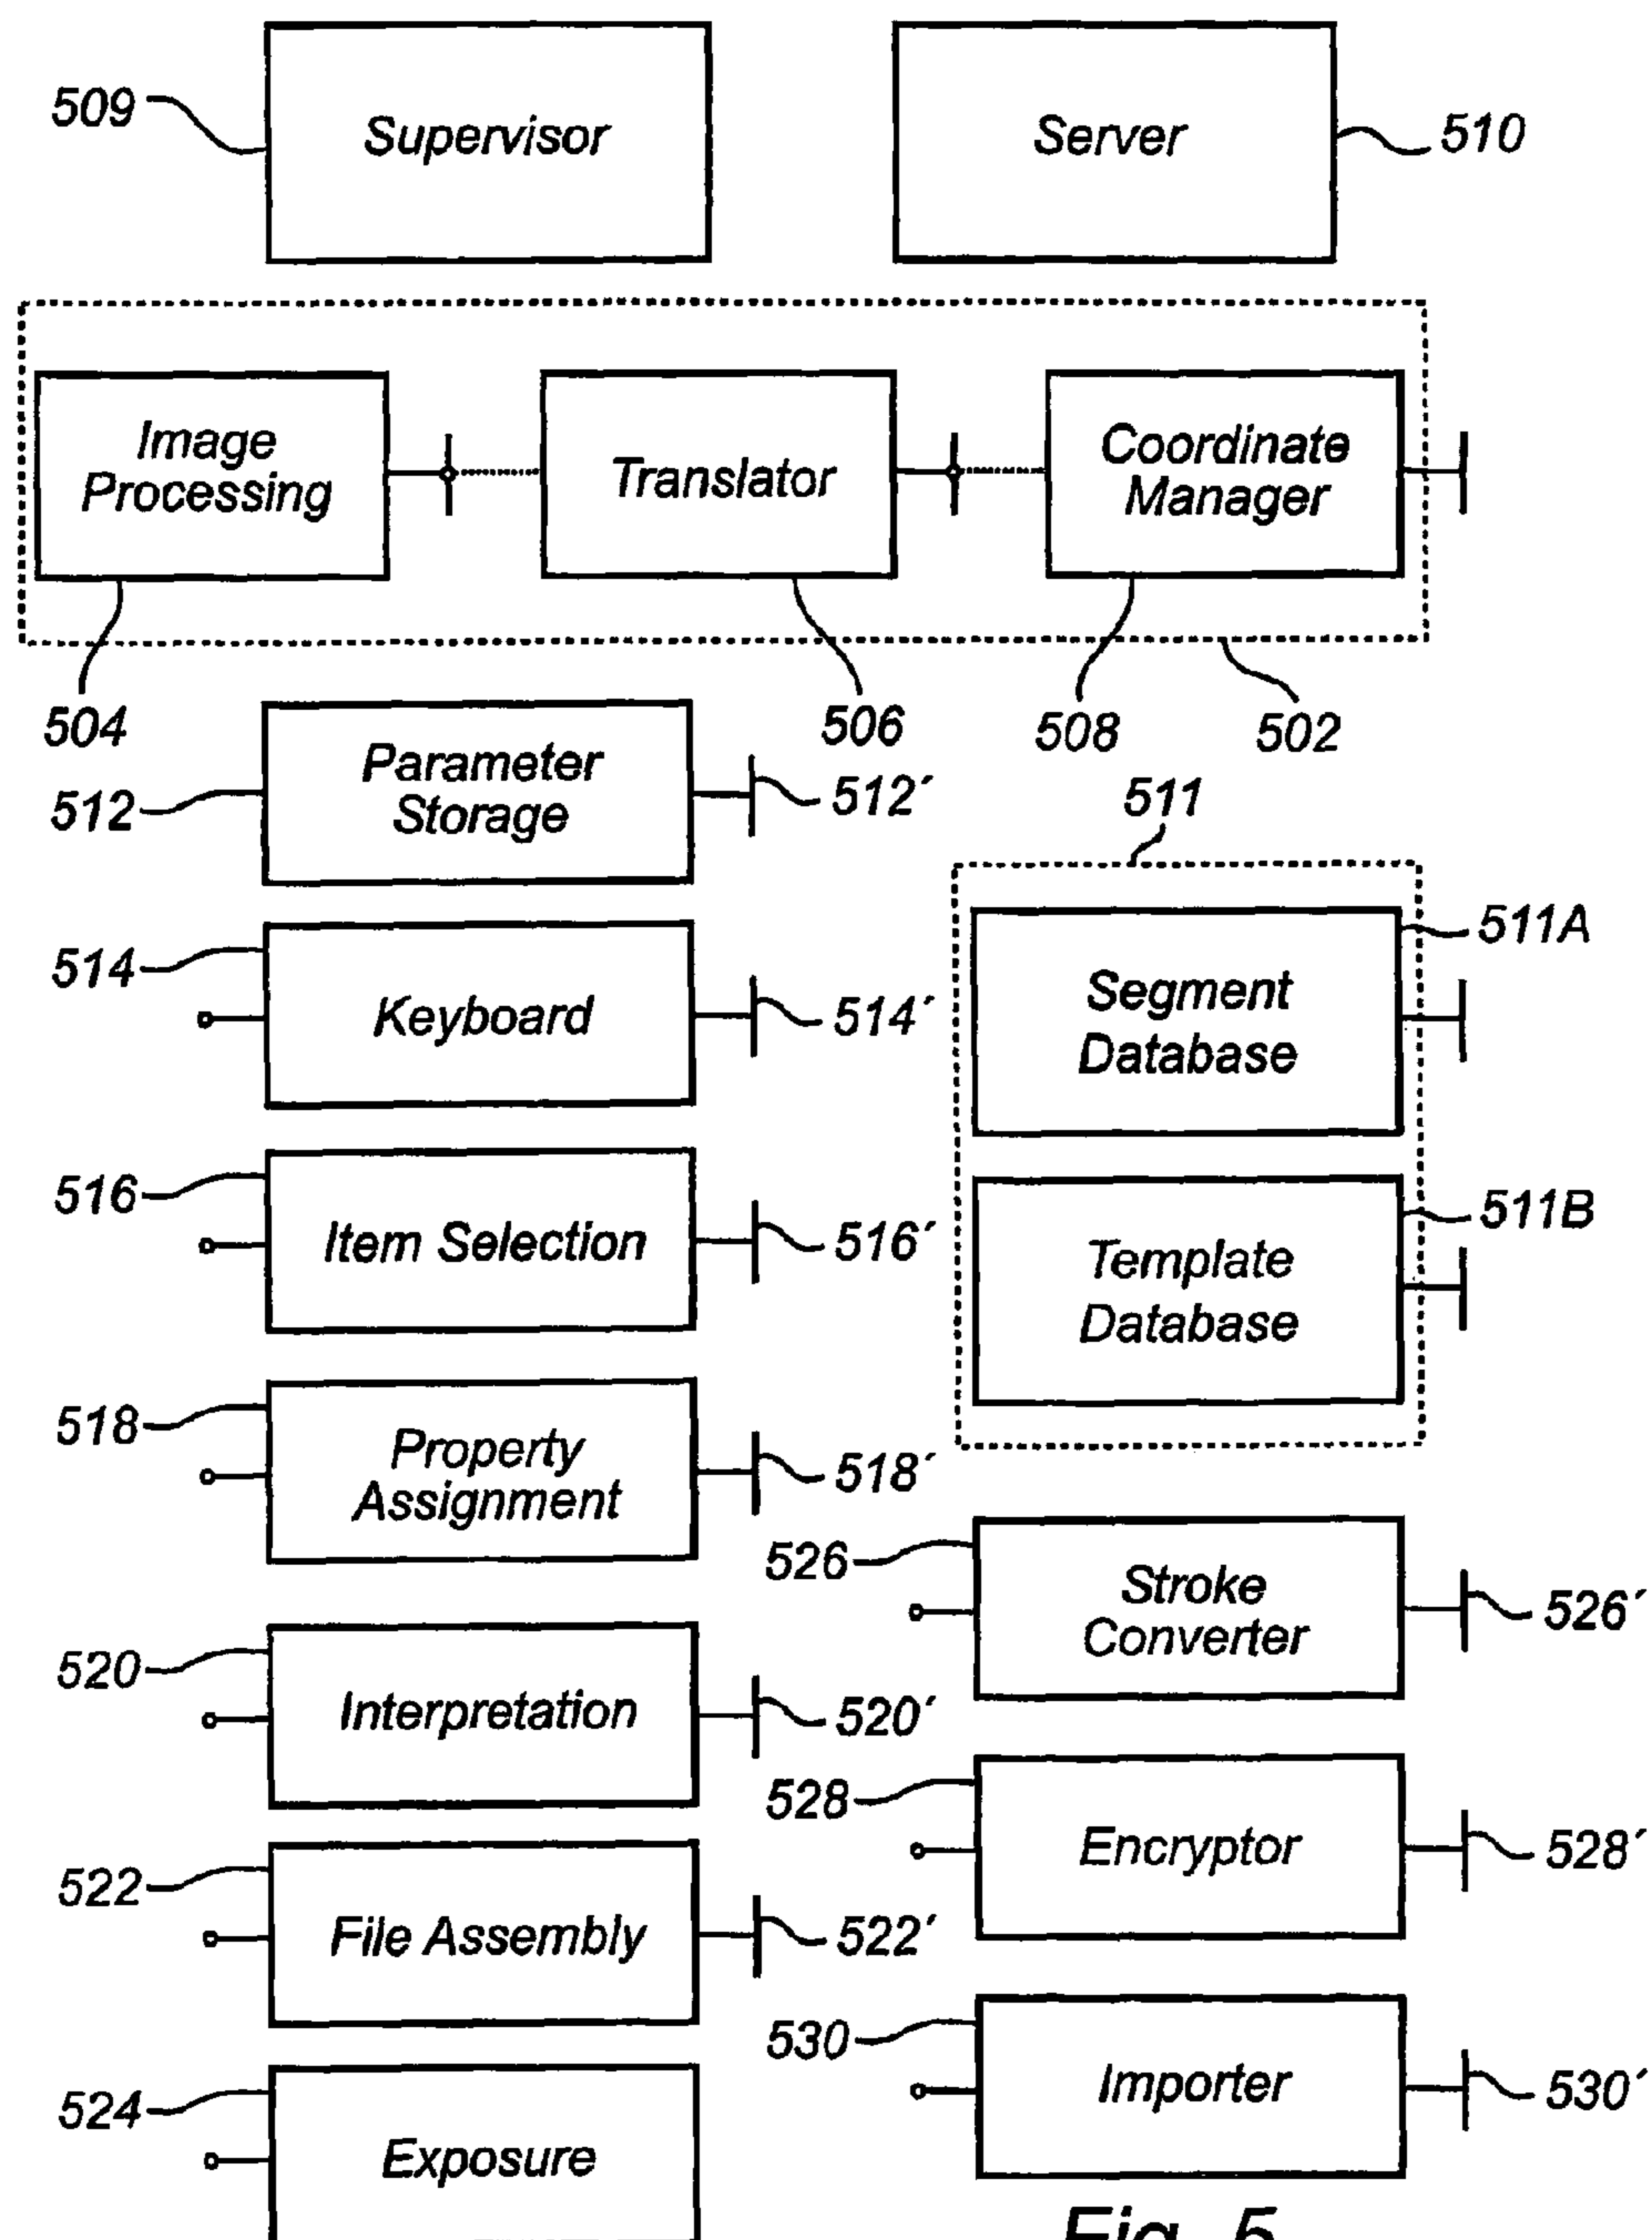 509
Supervisor
Server
510
Image
Processing
Translator
Coordinate
Manager
504
506
508
502
512
Parameter
Storage
512´
511
514
Keyboard
514´
511A
Segment
Database
516
Item Selection
516´
511B
Template
Database
518
Property
Assignment
518´
526
Stroke
Converter
526´
520
Interpretation
520´
528
Encryptor
528´
522
File Assembly
522´
530
Importer
530´
524
Exposure
Fig. 5